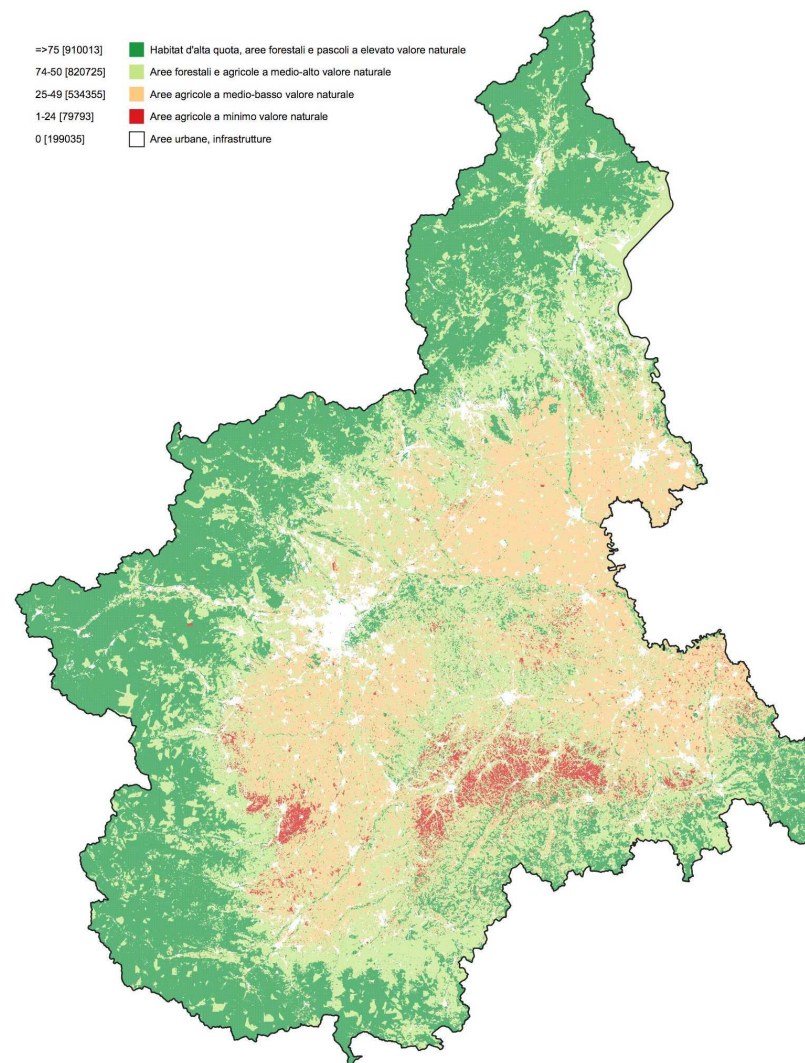 =>75 [910013] Habitat d'alta quota, aree forestali e pascoli a elevato valore naturale
74-50 [820725] Aree forestali e agricole a medio-alto valore naturale
25-49 [534355] Aree agricole a medio-basso valore naturale
1-24 [79793] Aree agricole a minimo valore naturale
0 [199035] Aree urbane, infrastrutture